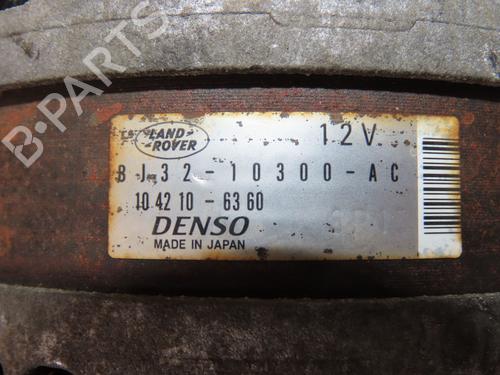 B-PARTS
LAND-
ROVER
12V.
BJ32-10300-AC
104210-6360
DENSO
MADE IN JAPAN